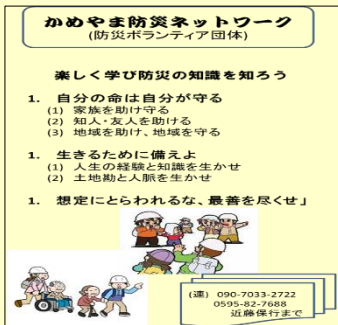 かめやま防災ネットワーク
(防災ボランティア団体)
楽しく学び防災の知識を知ろう
1. 自分の命は自分が守る
(1) 家族を助け守る
(2) 知人・友人を助ける
(3) 地域を助け、地域を守る
1. 生きるために備えよ
(1) 人生の経験と知識を生かせ
(2) 土地勘と人脈を生かせ
1. 想定にとらわれるな、最善を尽くせ」
(連) 090-7033-2722
0595-82-7688
近藤保行まで